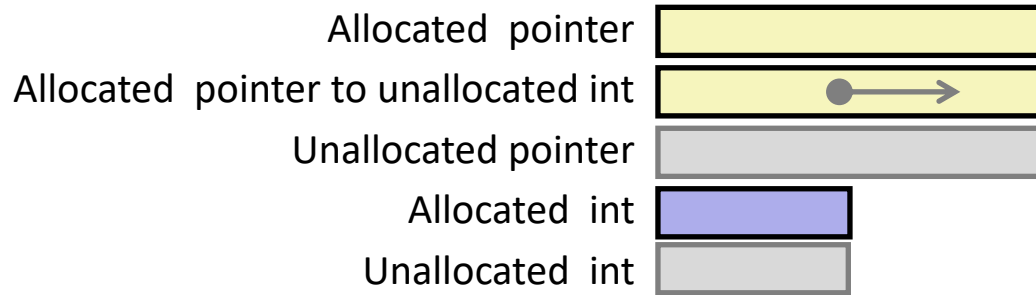 Allocated pointer
Allocated pointer to unallocated int
Unallocated pointer
Allocated int
Unallocated int